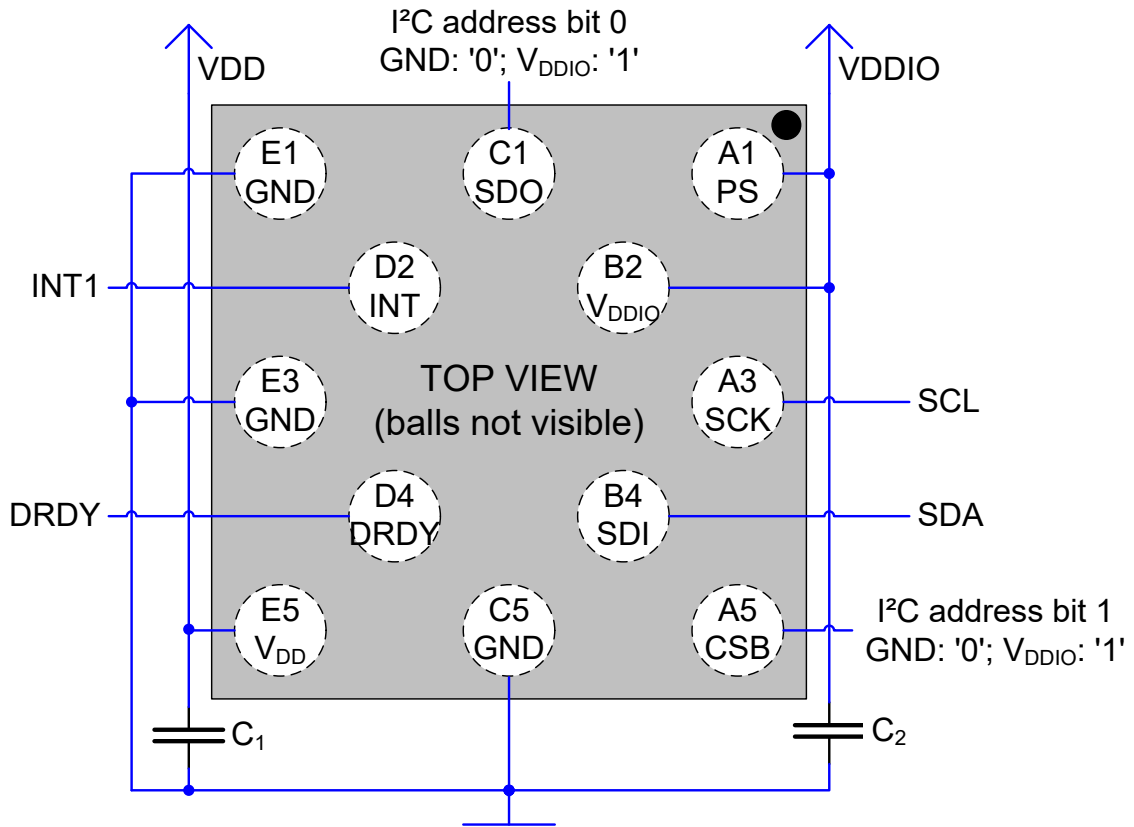 I²C address bit 0
GND: '0'; VDDIO: '1'
VDD
VDDIO
E1
GND
C1
SDO
A1
PS
INT1
D2
INT
B2
VDDIO
E3
GND
TOP VIEW
(balls not visible)
A3
SCK
SCL
DRDY
D4
DRDY
B4
SDI
SDA
E5
VDD
C5
GND
A5
CSB
I²C address bit 1
GND: '0'; VDDIO: '1'
C1
C2